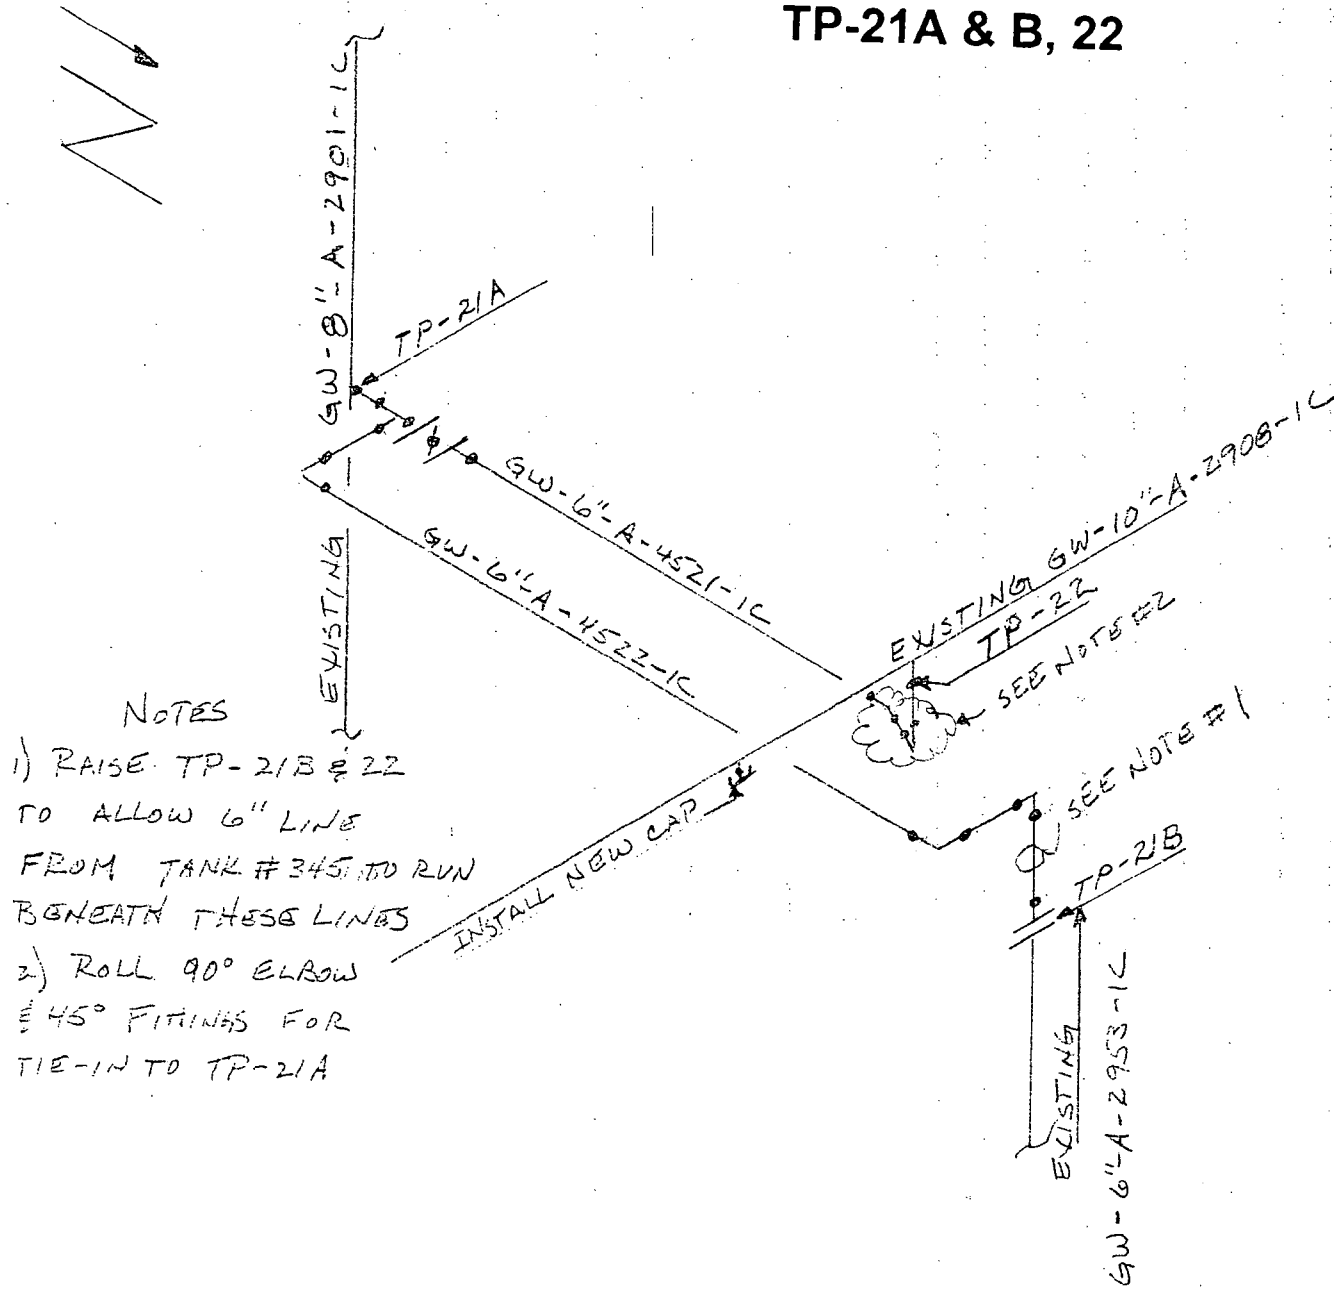 TP-21A & B, 22
N
GW-8"-A-2901-1C
TP-21A
GW-6"-A-4521-1C
GW-6"-A-4522-1C
EXISTING
EXISTING GW-10"-A-2908-1C
TP-22
SEE NOTE #2
SEE NOTE #1
INSTALL NEW CAP
TP-21B
EXISTING
GW-6"-A-2953-1C
NOTES
1) RAISE TP-21B & 22
TO ALLOW 6" LINE
FROM TANK #345 TO RUN
BENEATH THESE LINES
2) ROLL 90° ELBOW
& 45° FITTINGS FOR
TIE-IN TO TP-21A